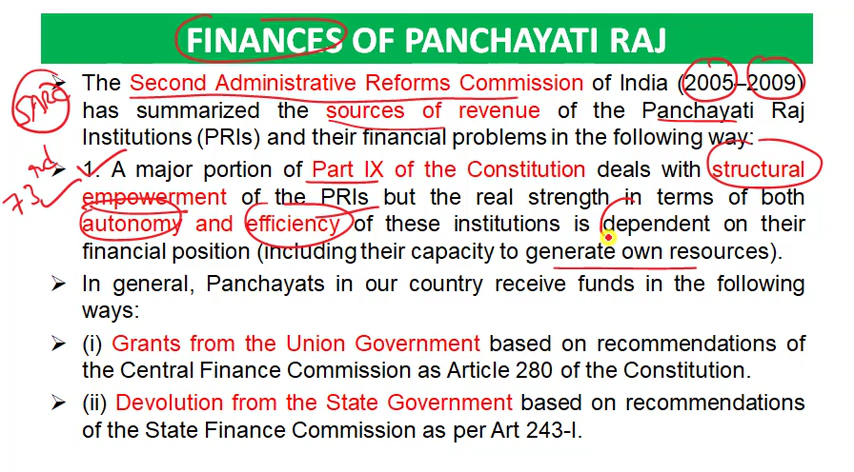 FINANCES OF PANCHAYATI RAJ
➢ The Second Administrative Reforms Commission of India (2005–2009)
SARC
has summarized the sources of revenue of the Panchayati Raj
Institutions (PRIs) and their financial problems in the following way:
➢ 1. A major portion of Part IX of the Constitution deals with structural
73rd
empowerment of the PRIs but the real strength in terms of both
autonomy and efficiency of these institutions is dependent on their
financial position (including their capacity to generate own resources).
➢ In general, Panchayats in our country receive funds in the following
ways:
➢ (i) Grants from the Union Government based on recommendations of
the Central Finance Commission as Article 280 of the Constitution.
➢ (ii) Devolution from the State Government based on recommendations
of the State Finance Commission as per Art 243-I.